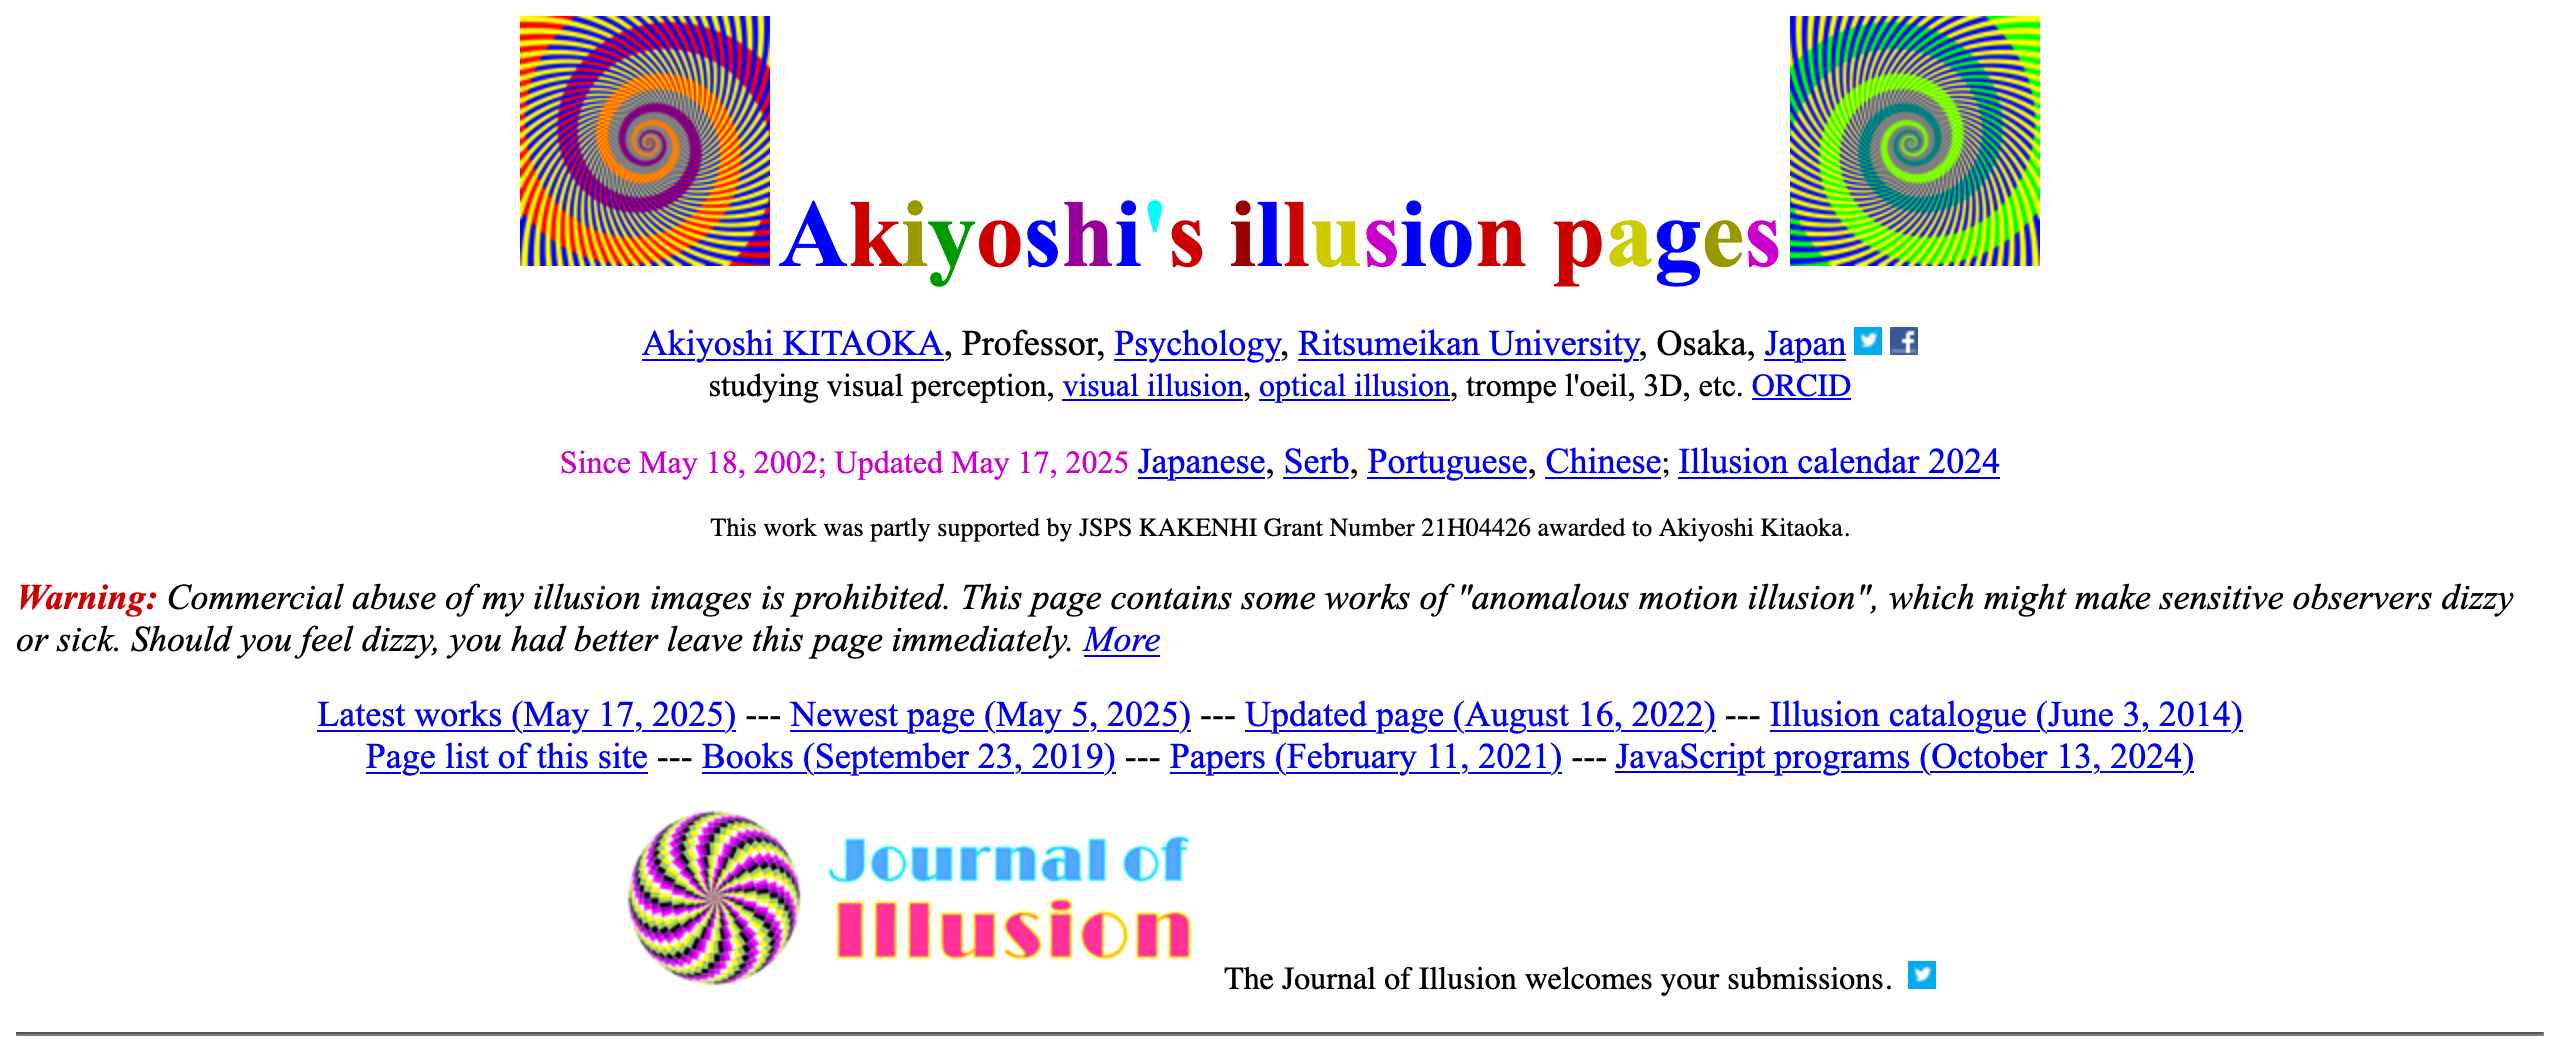 Akiyoshi's illusion pages
Akiyoshi KITAOKA, Professor, Psychology, Ritsumeikan University, Osaka, Japan
studying visual perception, visual illusion, optical illusion, trompe l'oeil, 3D, etc. ORCID
Since May 18, 2002; Updated May 17, 2025 Japanese, Serb, Portuguese, Chinese; Illusion calendar 2024
This work was partly supported by JSPS KAKENHI Grant Number 21H04426 awarded to Akiyoshi Kitaoka.
Warning: Commercial abuse of my illusion images is prohibited. This page contains some works of "anomalous motion illusion", which might make sensitive observers dizzy
or sick. Should you feel dizzy, you had better leave this page immediately. More
Latest works (May 17, 2025) --- Newest page (May 5, 2025) --- Updated page (August 16, 2022) --- Illusion catalogue (June 3, 2014)
Page list of this site --- Books (September 23, 2019) --- Papers (February 11, 2021) --- JavaScript programs (October 13, 2024)
Journal of
Illusion
The Journal of Illusion welcomes your submissions.